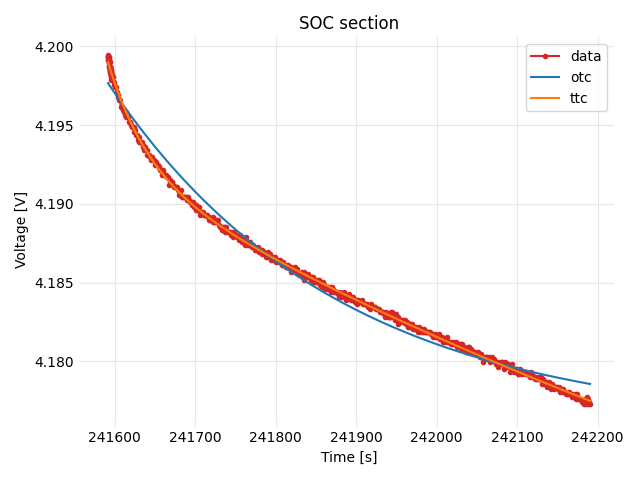 SOC section
4.200
4.195
4.190
4.185
4.180
Voltage [V]
data
otc
ttc
241600 241700 241800 241900 242000 242100 242200
Time [s]